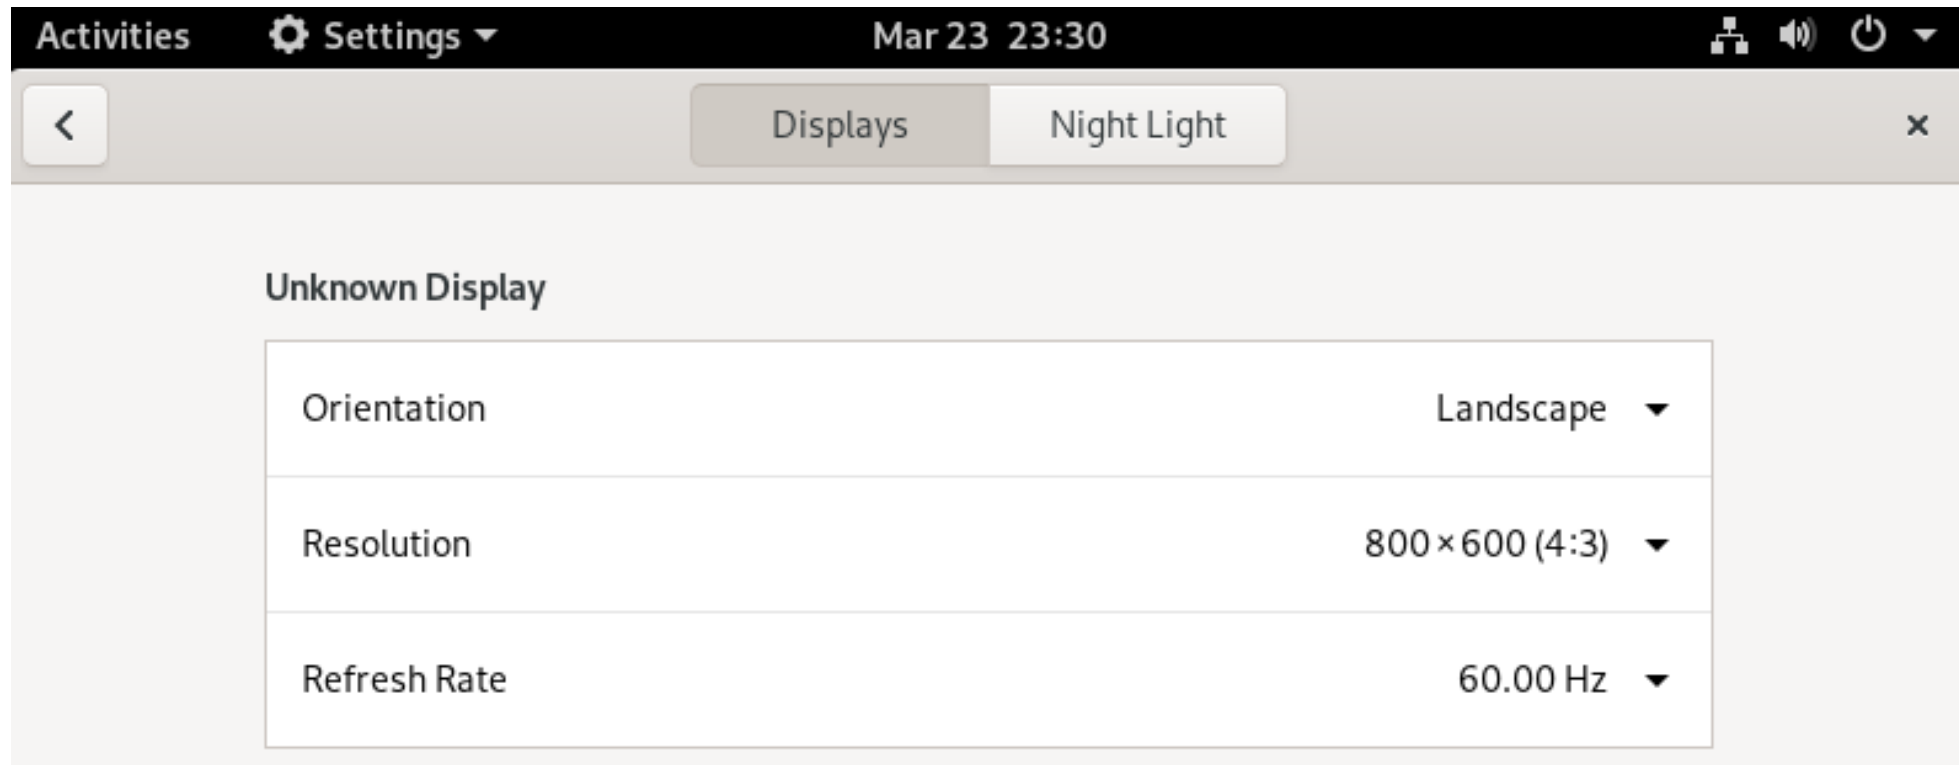 Activities Settings Mar 23 23:30
Displays Night Light
Unknown Display
Orientation Landscape
Resolution 800×600 (4:3)
Refresh Rate 60.00 Hz